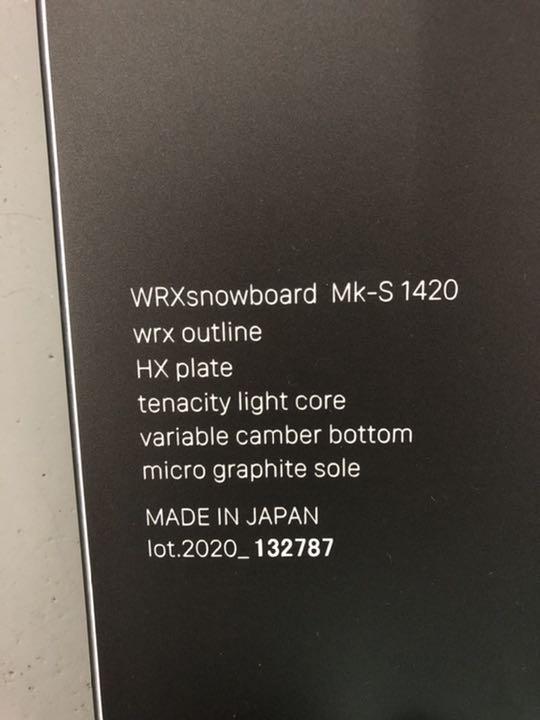 WRXsnowboard Mk-S 1420
wrx outline
HX plate
tenacity light core
variable camber bottom
micro graphite sole
MADE IN JAPAN
lot.2020_132787